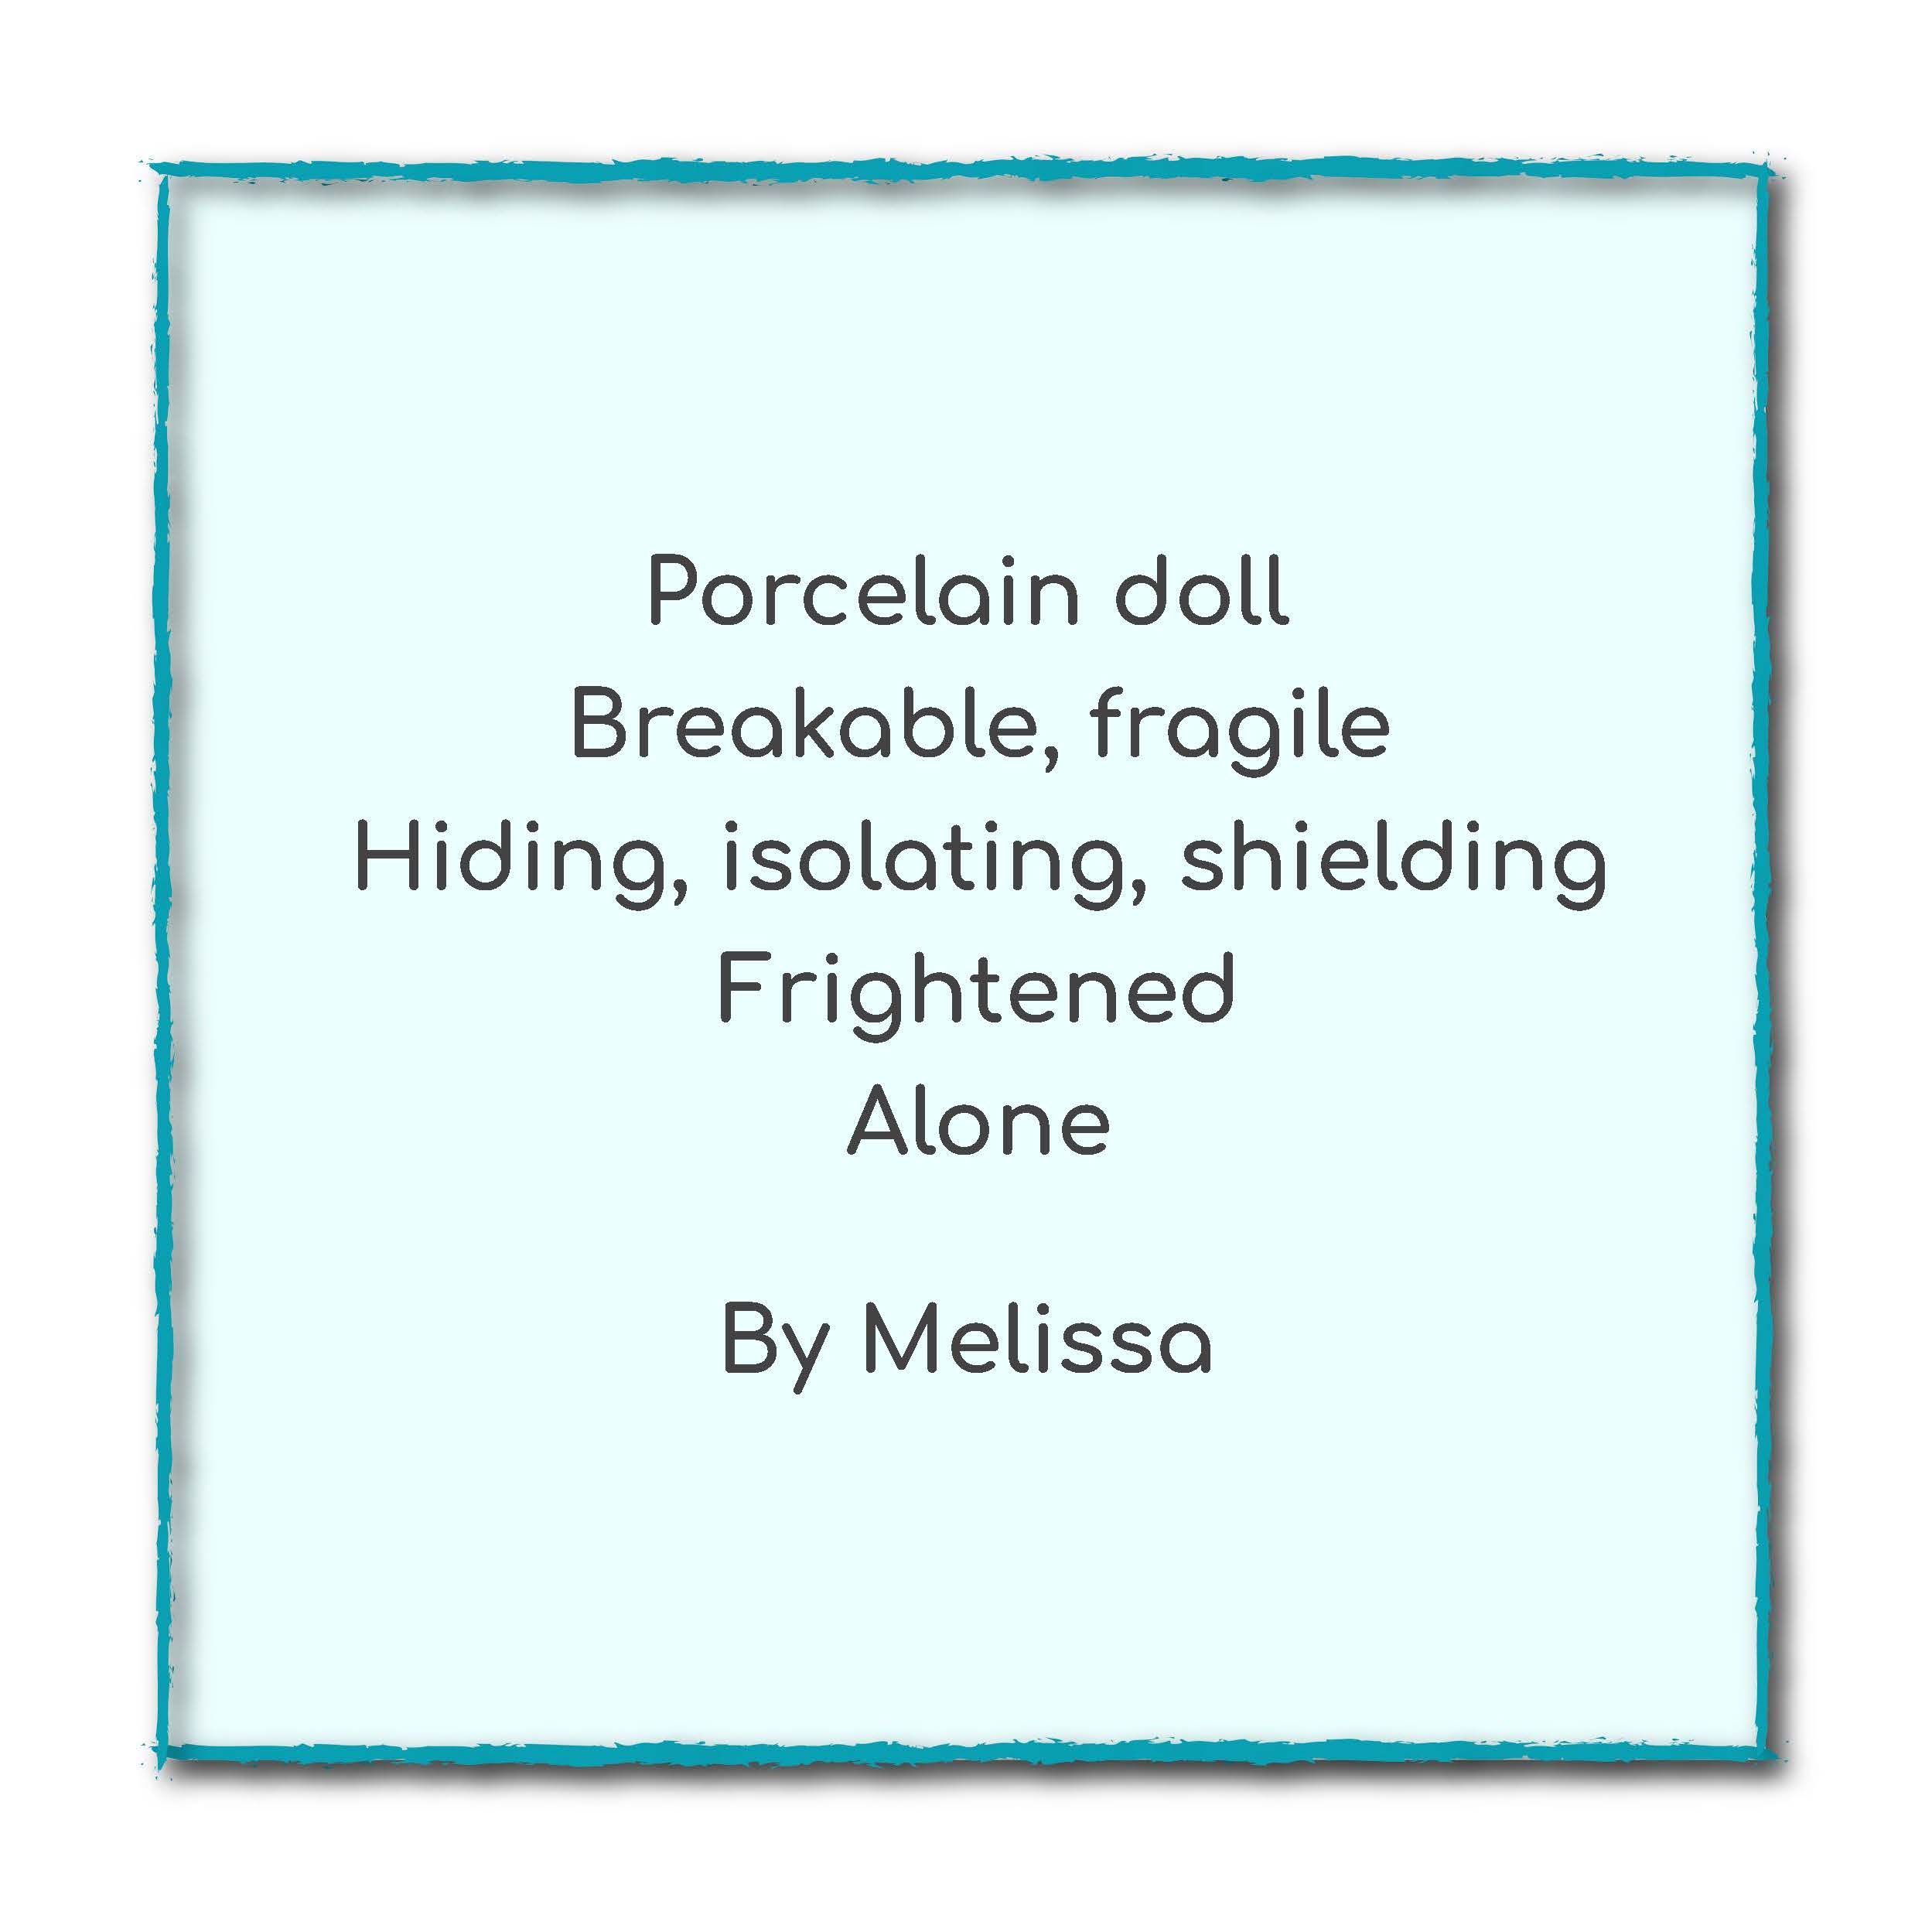 Porcelain doll
Breakable, fragile
Hiding, isolating, shielding
Frightened
Alone
By Melissa